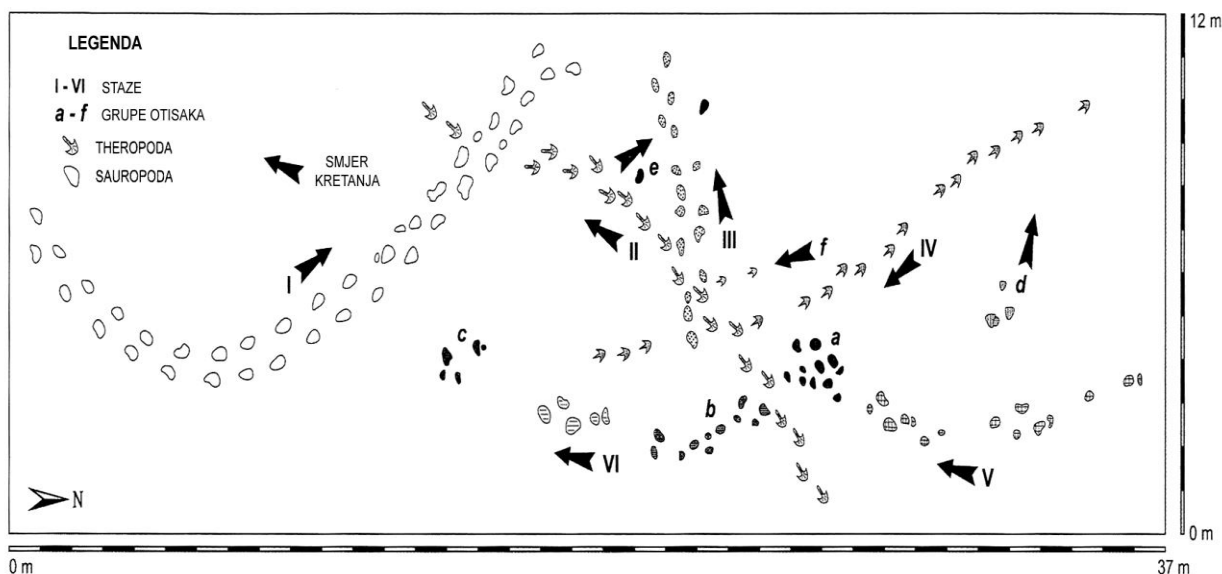 LEGENDA
I - VI STAZE
a - f GRUPE OTISAKA
THEROPODA
SAUROPODA
SMJER
KRETANJA
12 m
e
I
II
III
f
IV
d
c
a
b
VI
V
N
0 m
0 m
37 m